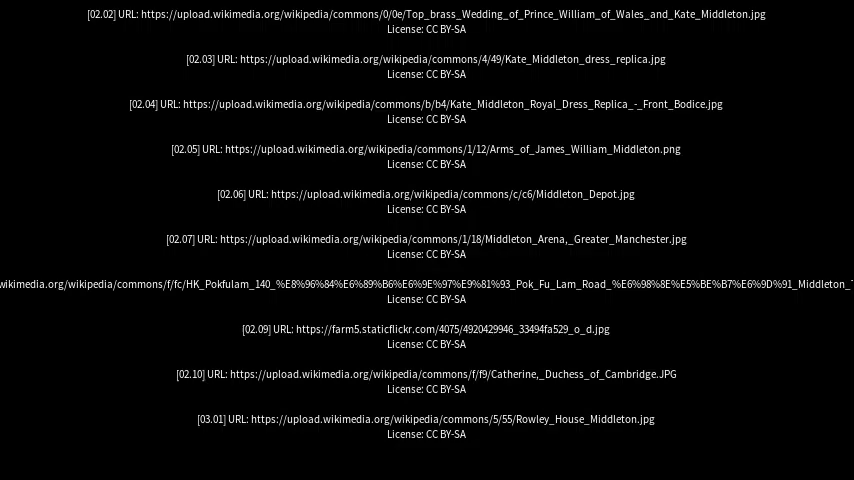 [02.02] URL: https://upload.wikimedia.org/wikipedia/commons/0/0e/Top_brass_Wedding_of_Prince_William_of_Wales_and_Kate_Middleton.jpg
License: CC BY-SA
[02.03] URL: https://upload.wikimedia.org/wikipedia/commons/4/49/Kate_Middleton_dress_replica.jpg
License: CC BY-SA
[02.04] URL: https://upload.wikimedia.org/wikipedia/commons/b/b4/Kate_Middleton_Royal_Dress_Replica_-_Front_Bodice.jpg
License: CC BY-SA
[02.05] URL: https://upload.wikimedia.org/wikipedia/commons/1/12/Arms_of_James_William_Middleton.png
License: CC BY-SA
[02.06] URL: https://upload.wikimedia.org/wikipedia/commons/c/c6/Middleton_Depot.jpg
License: CC BY-SA
[02.07] URL: https://upload.wikimedia.org/wikipedia/commons/1/18/Middleton_Arena,_Greater_Manchester.jpg
License: CC BY-SA
wikimedia.org/wikipedia/commons/f/fc/HK_Pokfulam_140_%E8%96%84%E6%89%B6%E6%9E%97%E9%81%93_Pok_Fu_Lam_Road_%E6%98%8E%E5%BE%B7%E6%9D%91_Middleton_
License: CC BY-SA
[02.09] URL: https://farm5.staticflickr.com/4075/4920429946_33494fa529_o_d.jpg
License: CC BY-SA
[02.10] URL: https://upload.wikimedia.org/wikipedia/commons/f/f9/Catherine,_Duchess_of_Cambridge.JPG
License: CC BY-SA
[03.01] URL: https://upload.wikimedia.org/wikipedia/commons/5/55/Rowley_House_Middleton.jpg
License: CC BY-SA